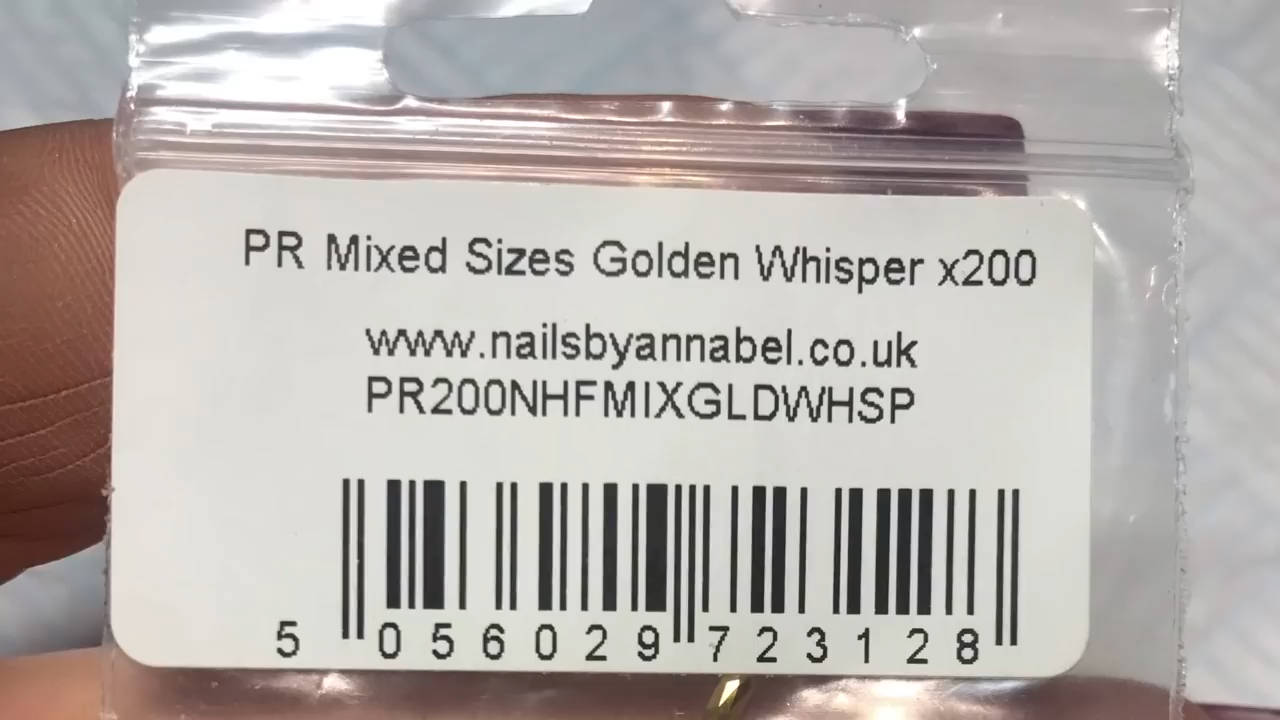 PR Mixed Sizes Golden Whisper x200
www.nailsbyannabel.co.uk
PR200NHFMIXGLDWHSP
5 056029 723128